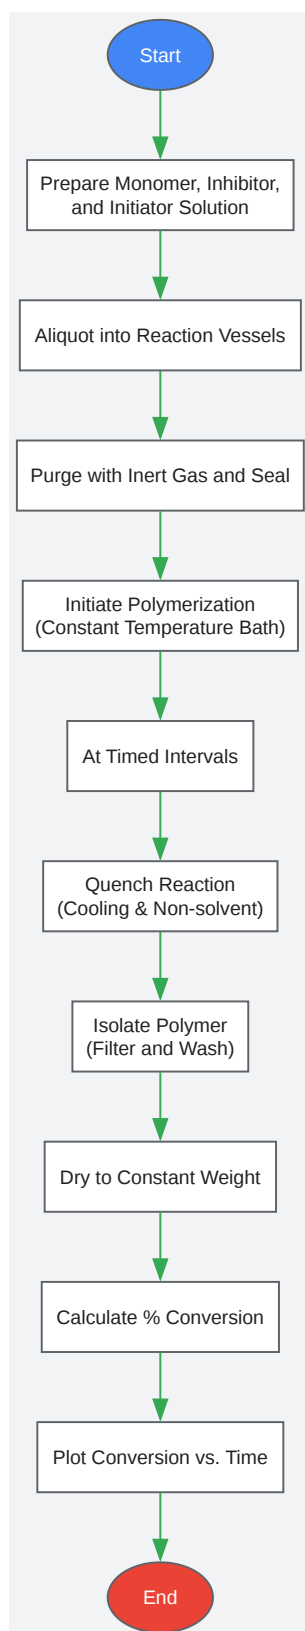 Start
Prepare Monomer, Inhibitor,
and Initiator Solution
Aliquot into Reaction Vessels
Purge with Inert Gas and Seal
Initiate Polymerization
(Constant Temperature Bath)
At Timed Intervals
Quench Reaction
(Cooling & Non-solvent)
Isolate Polymer
(Filter and Wash)
Dry to Constant Weight
Calculate % Conversion
Plot Conversion vs. Time
End